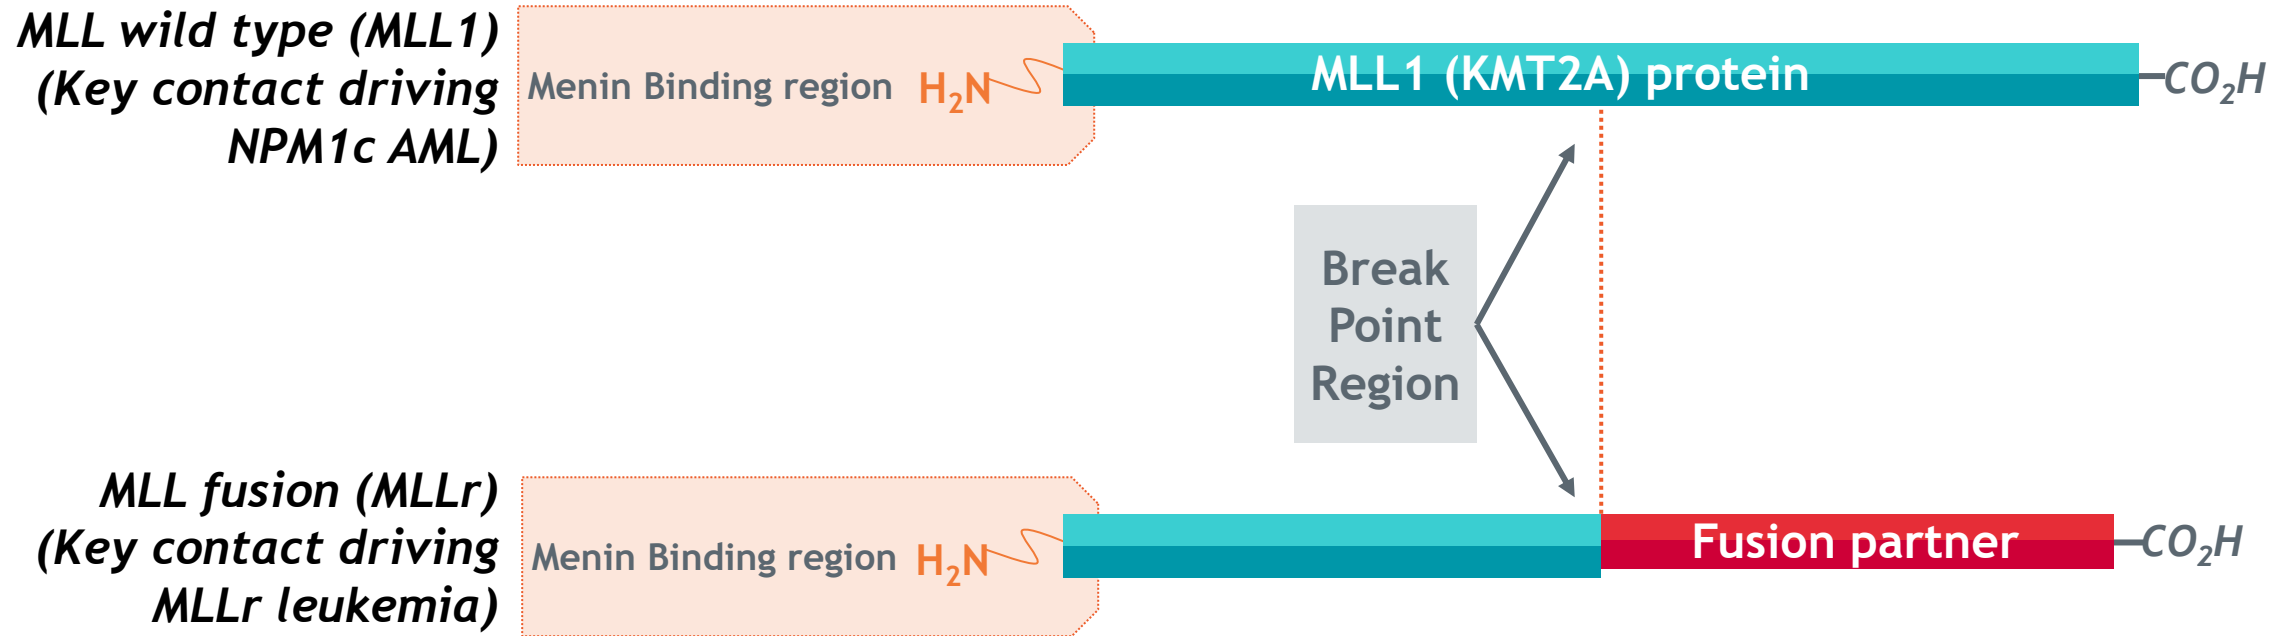 MLL wild type (MLL1)
(Key contact driving
NPM1c AML)
Menin Binding region H₂N
MLL1 (KMT2A) protein
CO₂H
Break
Point
Region
MLL fusion (MLLr)
(Key contact driving
MLLr leukemia)
Menin Binding region H₂N
Fusion partner
CO₂H